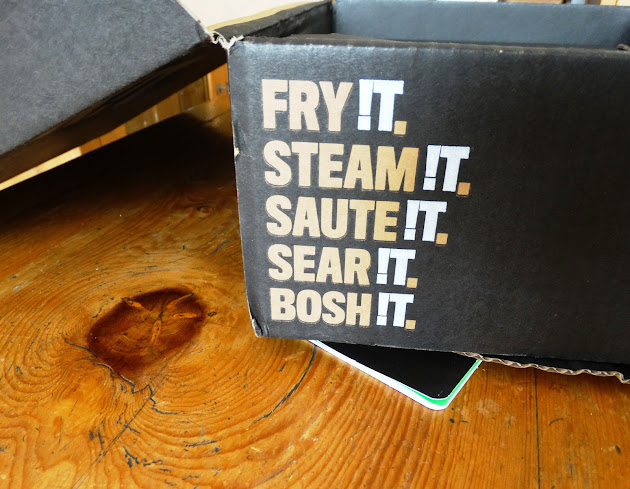 FRY !T.
STEAM !T.
SAUTE !T.
SEAR !T.
BOSH !T.